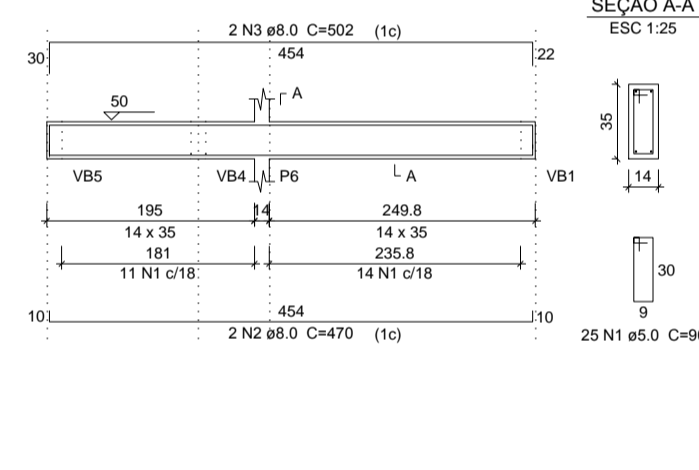 SEÇÃO A-A
ESC 1:25
2 N3 ø8.0 C=502 (1c)
30
454
22
50
A
35
VB5
VB4
P6
A
VB1
14
195
14
249.8
14 x 35
14 x 35
181
235.8
11 N1 c/18
14 N1 c/18
30
9
10
454
10
2 N2 ø8.0 C=470 (1c)
25 N1 ø5.0